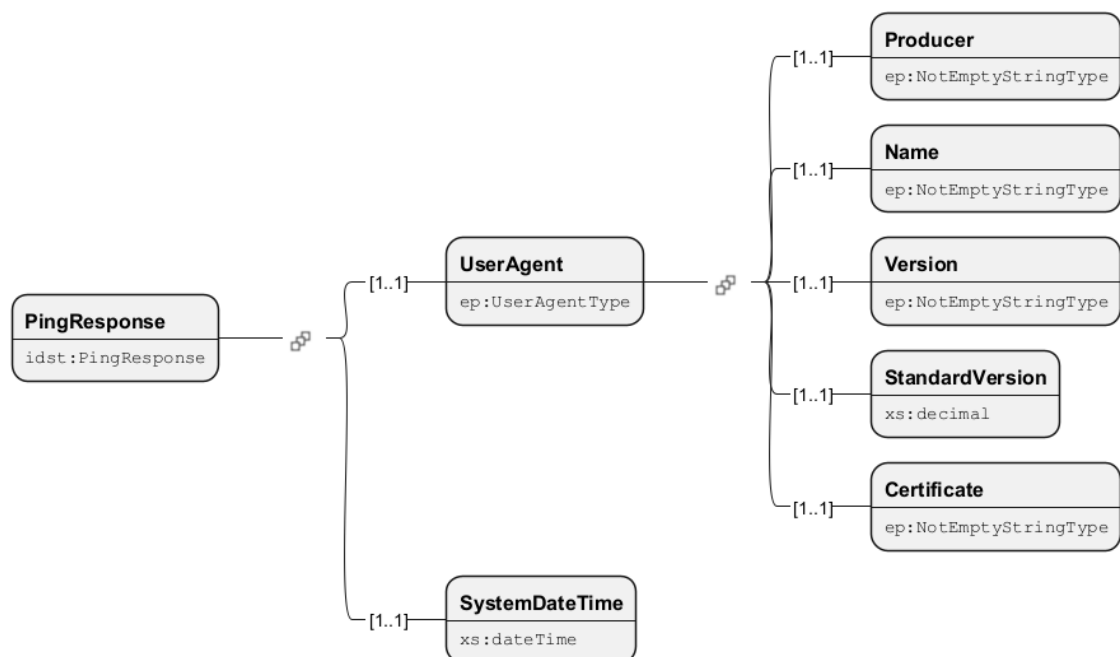 PingResponse
idst:PingResponse
[1..1]
UserAgent
ep:UserAgentType
[1..1]
Producer
ep:NotEmptyStringType
[1..1]
Name
ep:NotEmptyStringType
[1..1]
Version
ep:NotEmptyStringType
[1..1]
StandardVersion
xs:decimal
[1..1]
Certificate
ep:NotEmptyStringType
[1..1]
SystemDateTime
xs:dateTime